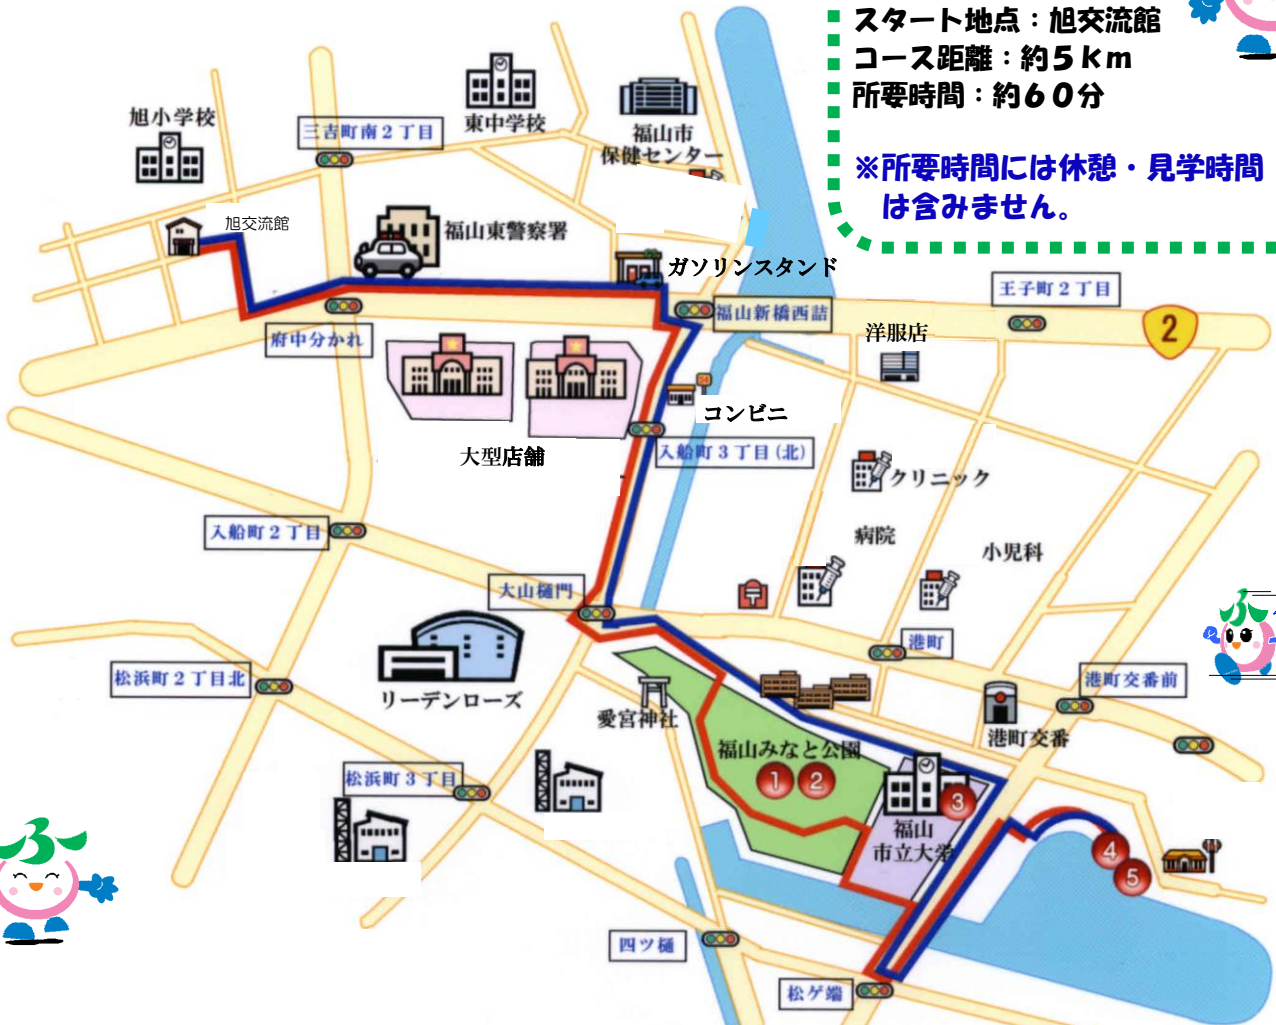 スタート地点：旭交流館
コース距離：約５ｋｍ
所要時間：約６０分
※所要時間には休憩・見学時間
は含みません。
旭小学校
三吉町南２丁目
東中学校
福山市
保健センター
旭交流館
福山東警察署
ガソリンスタンド
福山新橋西詰
王子町２丁目
2
府中分かれ
洋服店
コンビニ
大型店舗
入船町３丁目(北)
クリニック
入船町２丁目
病院
小児科
大山樋門
港町
松浜町２丁目北
リーデンローズ
愛宮神社
港町交番前
港町交番
福山みなと公園
1
2
松浜町３丁目
3
福山
市立大学
4
5
四ツ樋
松ゲ端
ふ
ふ